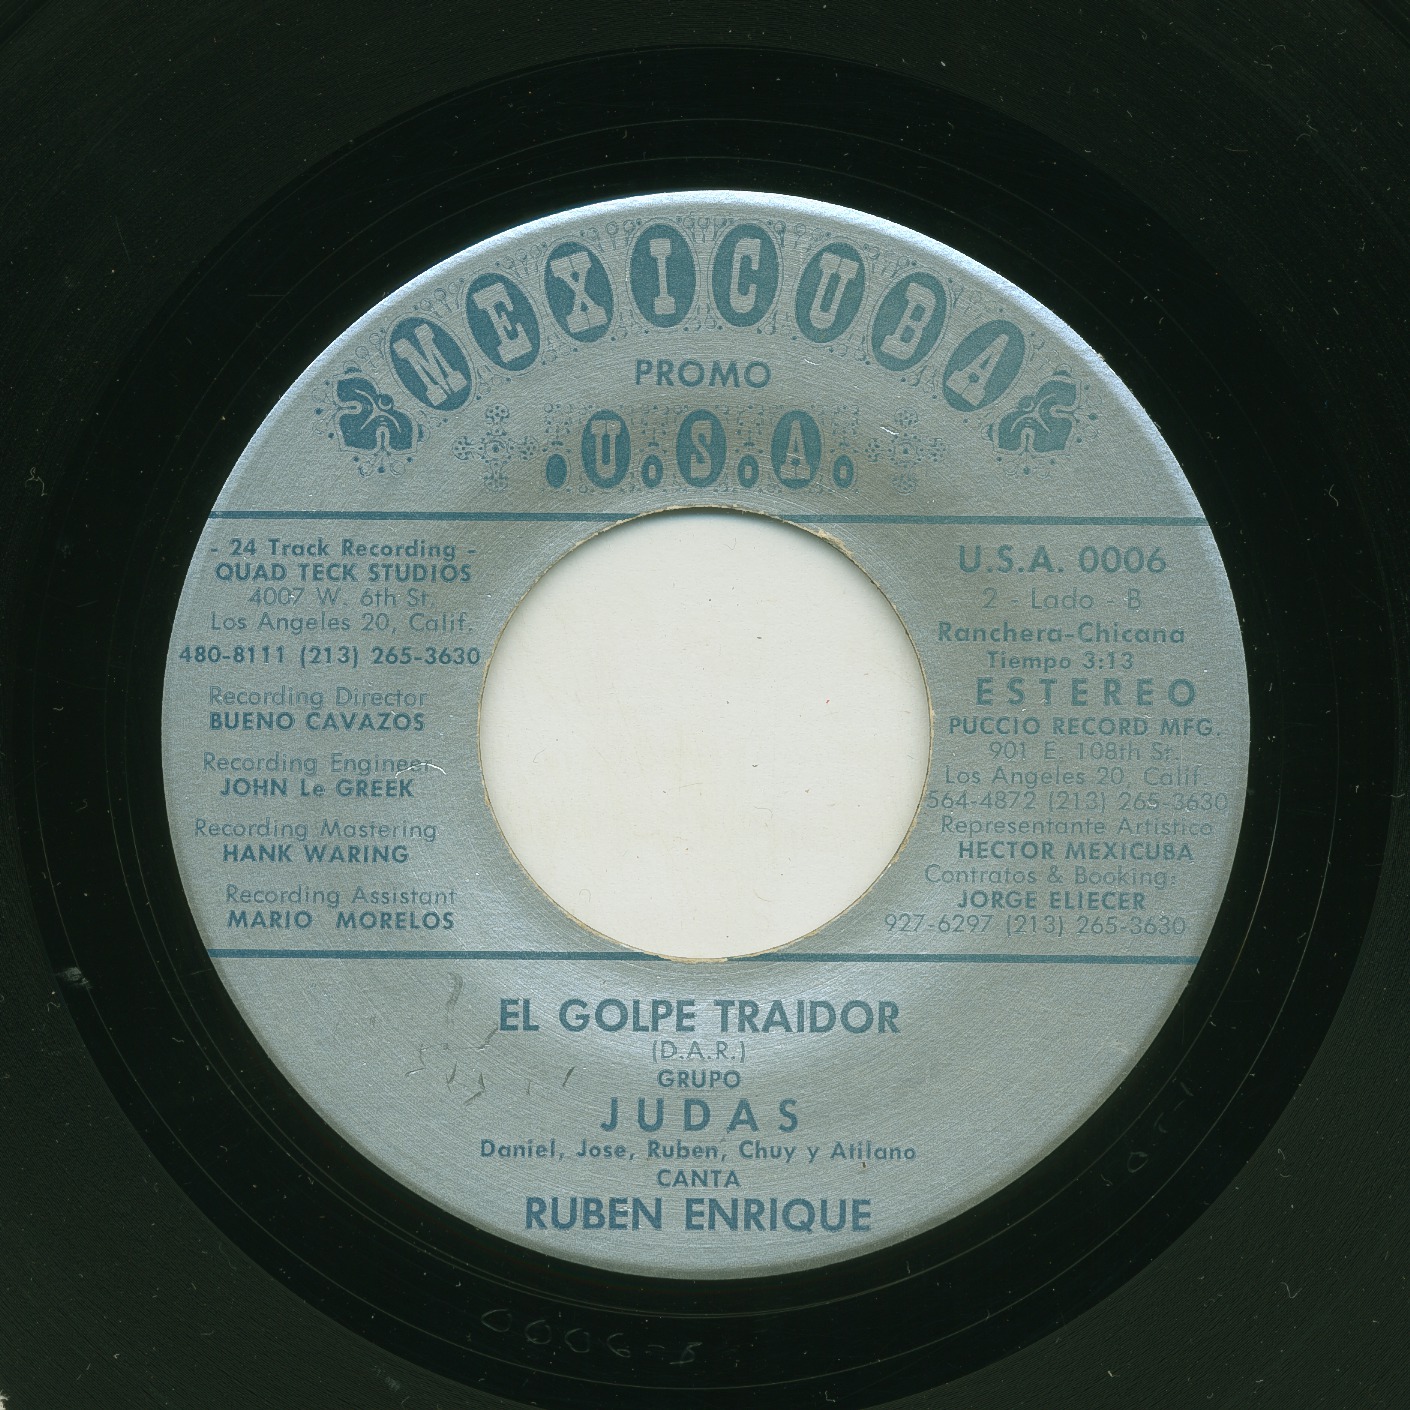 MEXICUBA
PROMO
.U.S.A.
- 24 Track Recording -
QUAD TECK STUDIOS
4007 W. 6th St.
Los Angeles 20, Calif.
480-8111 (213) 265-3630
Recording Director
BUENO CAVAZOS
Recording Engineer
JOHN Le GREEK
Recording Mastering
HANK WARING
Recording Assistant
MARIO MORELOS
U.S.A. 0006
2 - Lado - B
Ranchera-Chicana
Tiempo 3:13
ESTEREO
PUCCIO RECORD MFG.
901 E. 108th St.
Los Angeles 20, Calif.
564-4872 (213) 265-3630
Representante Artistico
HECTOR MEXICUBA
Contratos & Booking:
JORGE ELIECER
927-6297 (213) 265-3630
EL GOLPE TRAIDOR
(D.A.R.)
GRUPO
JUDAS
Daniel, Jose, Ruben, Chuy y Atilano
CANTA
RUBEN ENRIQUE
0006-B